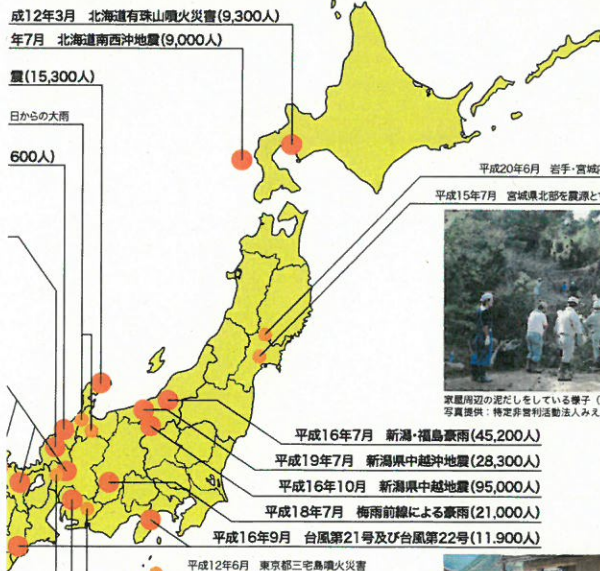 成12年3月 北海道有珠山噴火災害(9,300人)
年7月 北海道南西沖地震(9,000人)
震(15,300人)
日からの大雨
600人)
平成20年6月 岩手・宮城
平成15年7月 宮城県北部を震源と
家屋周辺の泥だしをしている様子(
写真提供：特定非営利活動法人みえ
平成16年7月 新潟・福島豪雨(45,200人)
平成19年7月 新潟県中越沖地震(28,300人)
平成16年10月 新潟県中越地震(95,000人)
平成18年7月 梅雨前線による豪雨(21,000人)
平成16年9月 台風第21号及び台風第22号(11,900人)
平成12年6月 東京都三宅島噴火災害